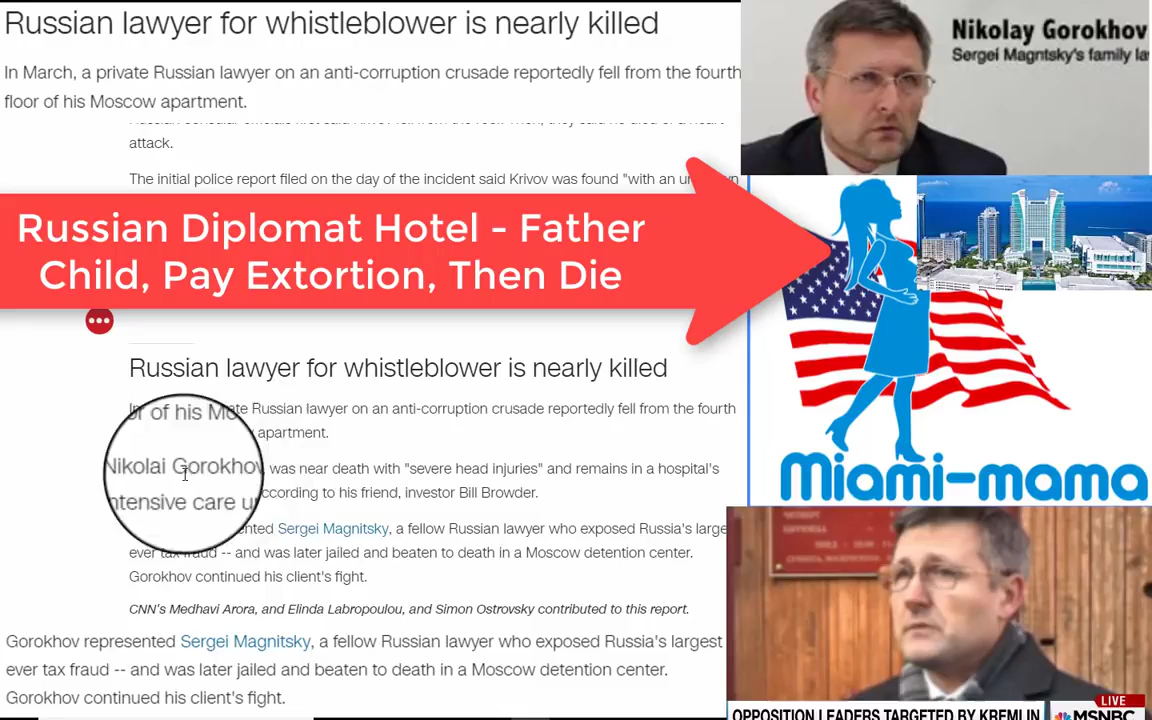 Russian lawyer for whistleblower is nearly killed
In March, a private Russian lawyer on an anti-corruption crusade reportedly fell from the fourth
floor of his Moscow apartment.
attack.
The initial police report filed on the day of the incident said Krivov was found "with an
Russian Diplomat Hotel - Father
Child, Pay Extortion, Then Die
Russian lawyer for whistleblower is nearly killed
private Russian lawyer on an anti-corruption crusade reportedly fell from the fourth
apartment.
or of his Mo
Nikolai Gorokhov
was near death with "severe head injuries" and remains in a hospital's
ntensive care u
ccording to his friend, investor Bill Browder.
ented Sergei Magnitsky, a fellow Russian lawyer who exposed Russia's large
ever tax fraud -- and was later jailed and beaten to death in a Moscow detention center.
Gorokhov continued his client's fight.
CNN's Medhavi Arora, and Elinda Labropoulou, and Simon Ostrovsky contributed to this report.
Gorokhov represented Sergei Magnitsky, a fellow Russian lawyer who exposed Russia's largest
ever tax fraud -- and was later jailed and beaten to death in a Moscow detention center.
Gorokhov continued his client's fight.
Nikolay Gorokhov
Sergei Magntsky's family la
Miami-mama
LIVE
OPPOSITION LEADERS TARGETED BY KREMLIN
MSNBC